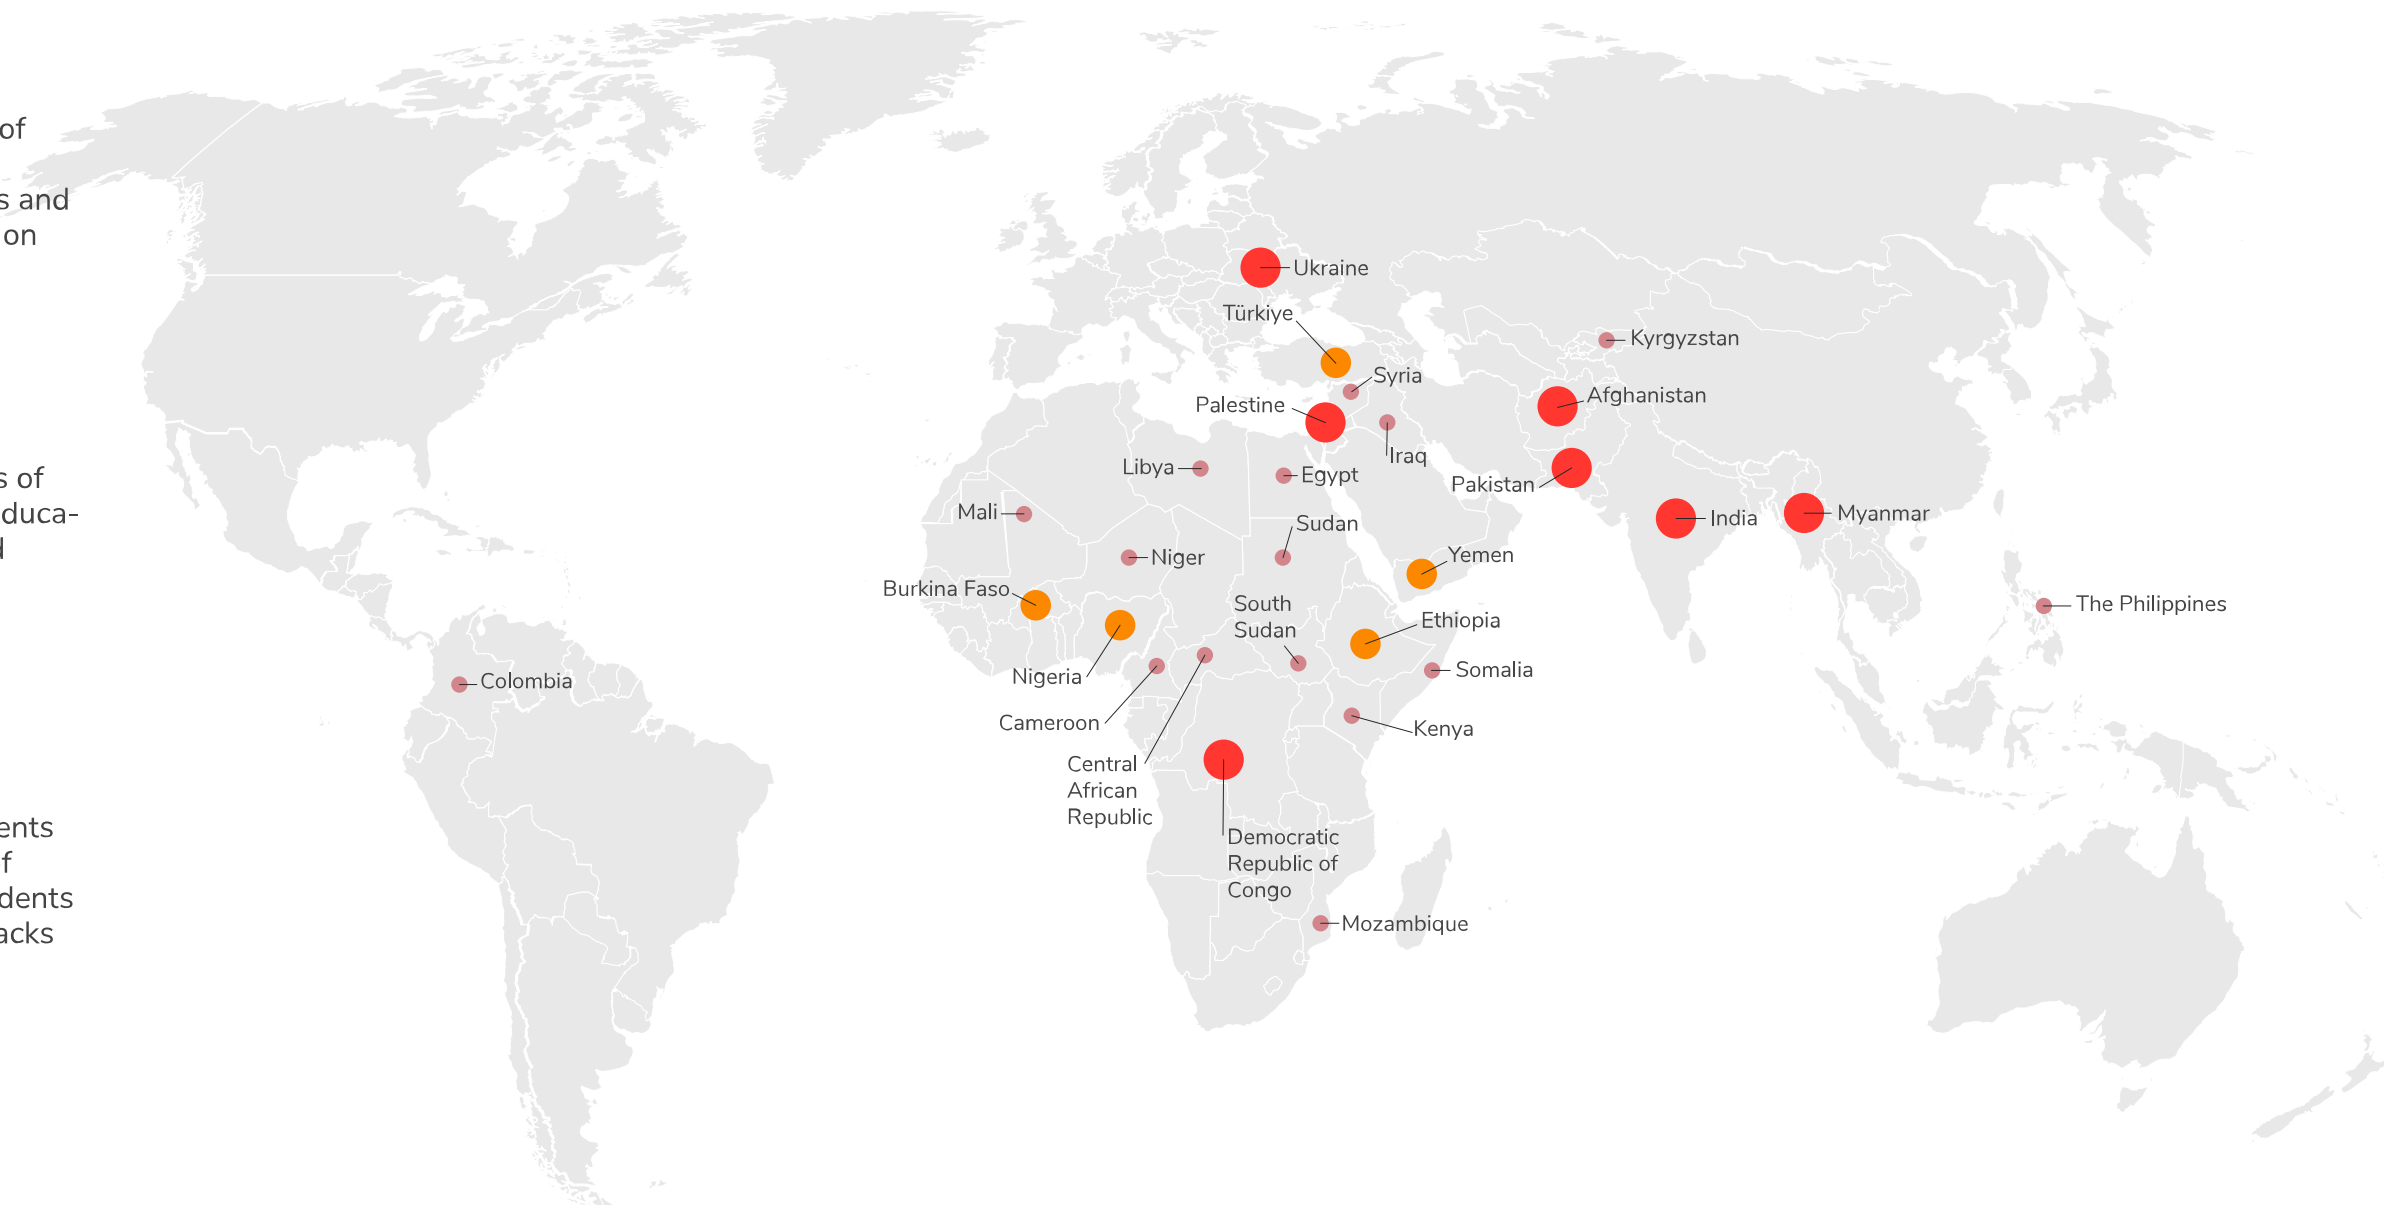 of
s and
on
s of
duca-
d
ents
f
dents
acks
Ukraine
Türkiye
Kyrgyzstan
Syria
Afghanistan
Palestine
Iraq
Libya
Egypt
Pakistan
Mali
Sudan
India
Myanmar
Niger
Yemen
Burkina Faso
South
Sudan
The Philippines
Ethiopia
Nigeria
Somalia
Colombia
Cameroon
Kenya
Central
African
Republic
Democratic
Republic of
Congo
Mozambique